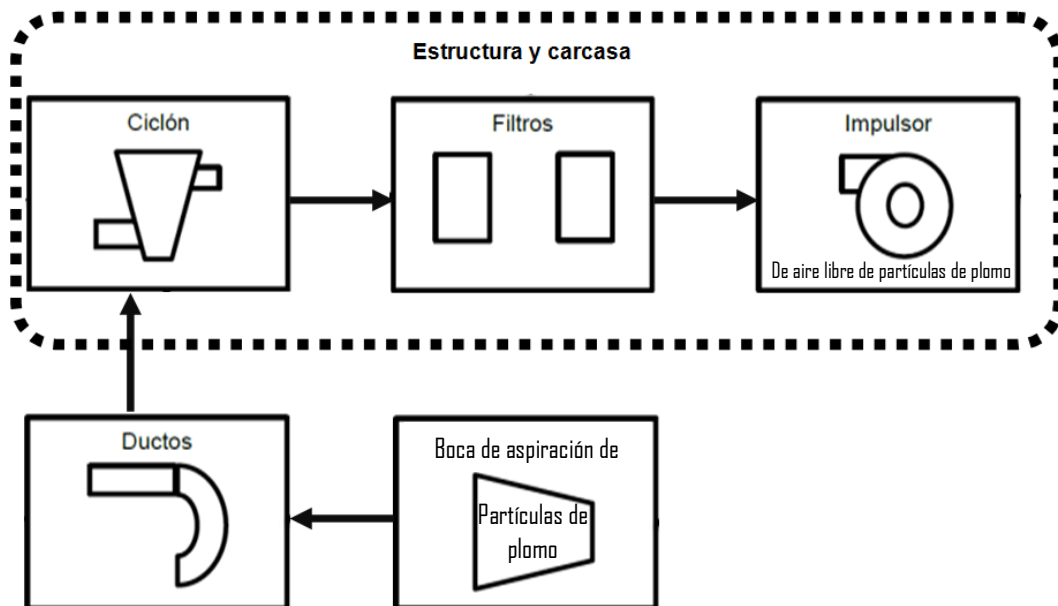 Estructura y carcasa
Ciclón
Filtros
Impulsor
De aire libre de partículas de plomo
Ductos
Boca de aspiración de
Partículas de
plomo